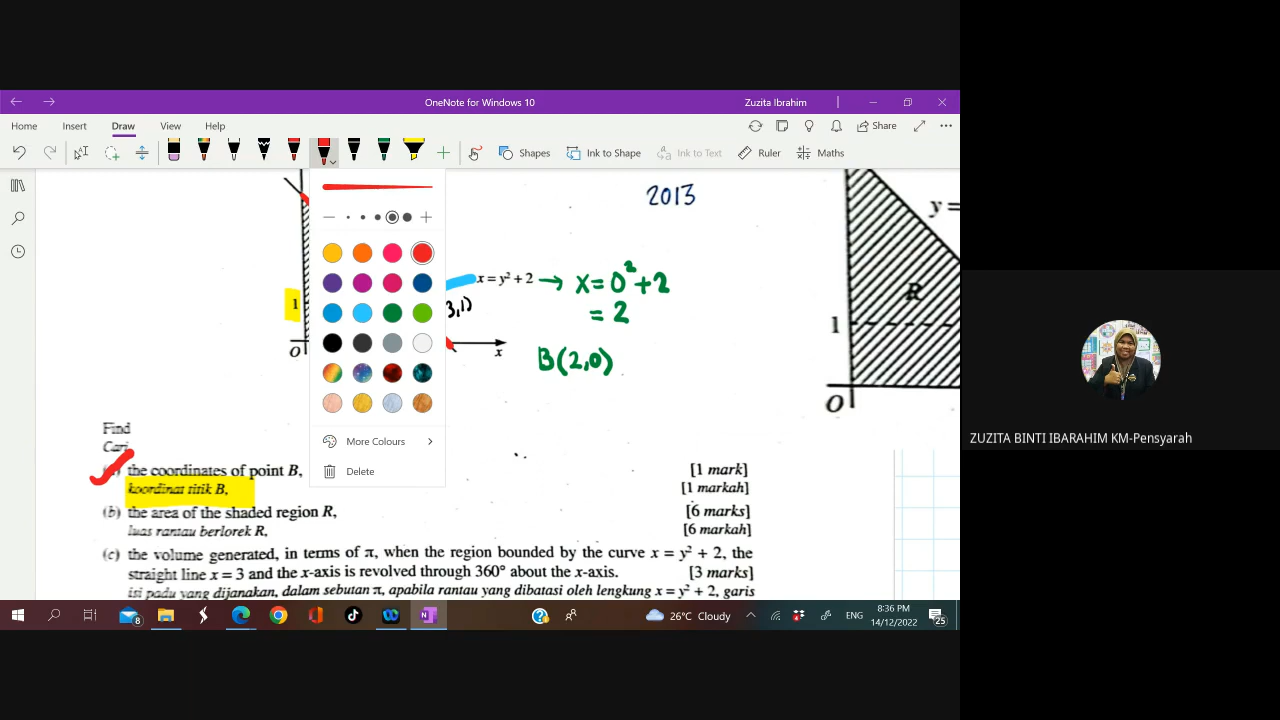 OneNote for Windows 10
Zuzita Ibrahim
Home Insert Draw View Help
Share
Shapes Ink to Shape Ink to Text Ruler Maths
2013
y =
x = y² + 2 → x = 0² + 2
= 2
3,1)
B(2,0)
1
O
x
R
1
O
More Colours
Delete
Find
Cari
the coordinates of point B, [1 mark]
koordinat titik B, [1 markah]
(b) the area of the shaded region R, [6 marks]
luas rantau berlorek R, [6 markah]
(c) the volume generated, in terms of π, when the region bounded by the curve x = y² + 2, the
straight line x = 3 and the x-axis is revolved through 360° about the x-axis. [3 marks]
isi padu yang dijanakan, dalam sebutan π, apabila rantau yang dibatasi oleh lengkung x = y² + 2, garis
ZUZITA BINTI IBARAHIM KM-Pensyarah
8
26°C Cloudy
ENG
8:36 PM
14/12/2022
25